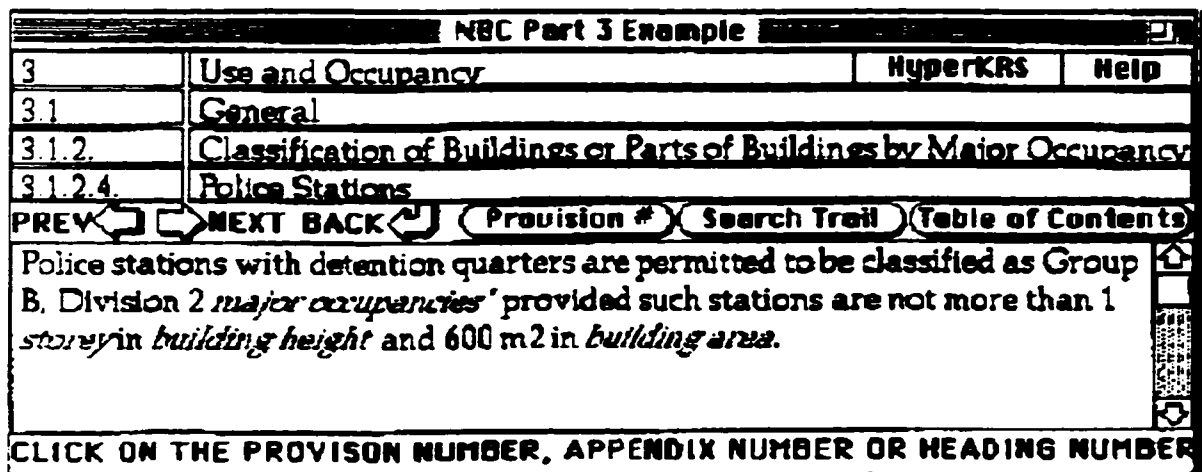 NBC Part 3 Example
3 Use and Occupancy HyperKRS Help
3.1 General
3.1.2. Classification of Buildings or Parts of Buildings by Major Occupancy
3.1.2.4. Police Stations
PREV NEXT BACK Provision # Search Trail Table of Contents
Police stations with detention quarters are permitted to be classified as Group
B, Division 2 major occupancies* provided such stations are not more than 1
storey in building height and 600 m2 in building area.
CLICK ON THE PROVISON NUMBER, APPENDIX NUMBER OR HEADING NUMBER